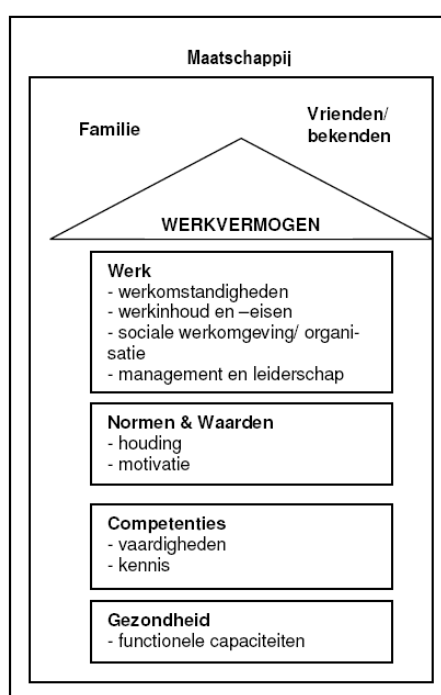 Maatschappij
Familie
Vrienden/
bekenden
WERKVERMOGEN
Werk
- werkomstandigheden
- werkinhoud en –eisen
- sociale werkomgeving/ organi-
satie
- management en leiderschap
Normen & Waarden
- houding
- motivatie
Competenties
- vaardigheden
- kennis
Gezondheid
- functionele capaciteiten